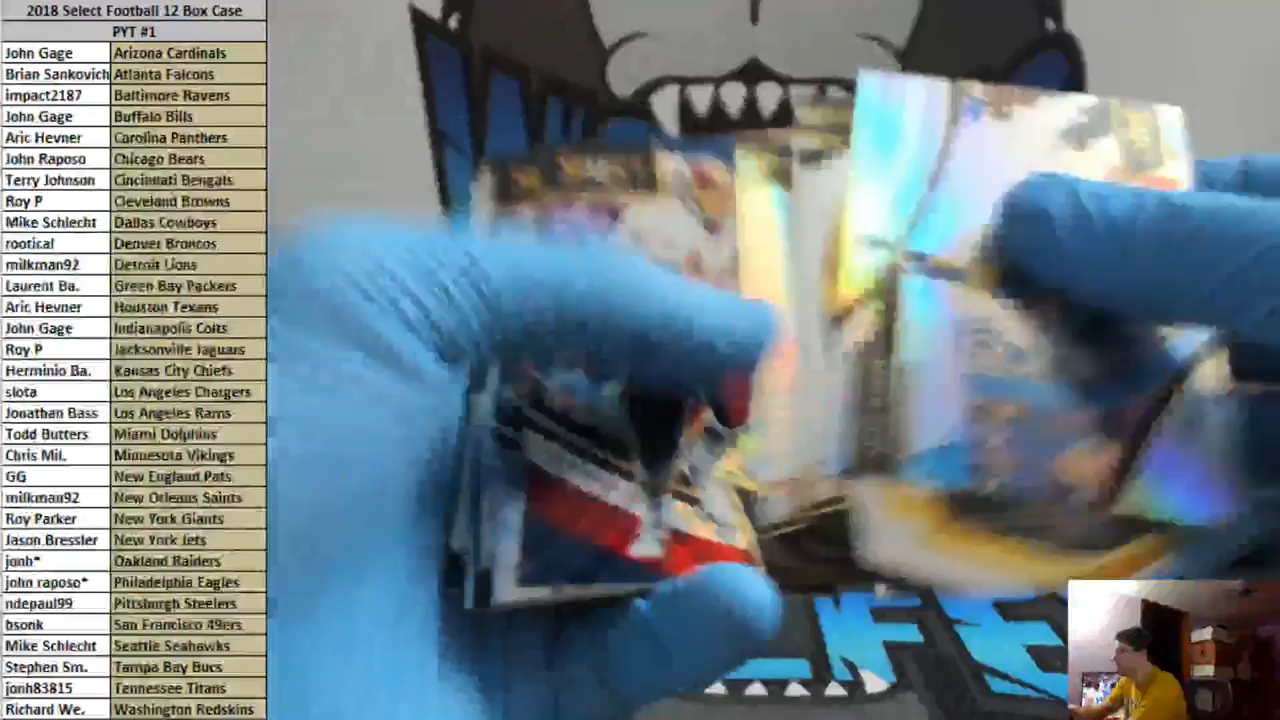 2018 Select Football 12 Box Case
PYT #1
John Gage Arizona Cardinals
Brian Sankovich Atlanta Falcons
impact2187 Baltimore Ravens
John Gage Buffalo Bills
Aric Hevner Carolina Panthers
John Raposo Chicago Bears
Terry Johnson Cincinnati Bengals
Roy P Cleveland Browns
Mike Schlecht Dallas Cowboys
rootical Denver Broncos
milkman92 Detroit Lions
Laurent Ba. Green Bay Packers
Aric Hevner Houston Texans
John Gage Indianapolis Colts
Roy P Jacksonville Jaguars
Herminio Ba. Kansas City Chiefs
slota Los Angeles Chargers
Jonathan Bass Los Angeles Rams
Todd Butters Miami Dolphins
Chris Mil. Minnesota Vikings
GG New England Pats
milkman92 New Orleans Saints
Roy Parker New York Giants
Jason Bressler New York Jets
jonh* Oakland Raiders
john raposo* Philadelphia Eagles
ndepaul99 Pittsburgh Steelers
bsonk San Francisco 49ers
Mike Schlecht Seattle Seahawks
Stephen Sm. Tampa Bay Bucs
jonh83815 Tennessee Titans
Richard We. Washington Redskins